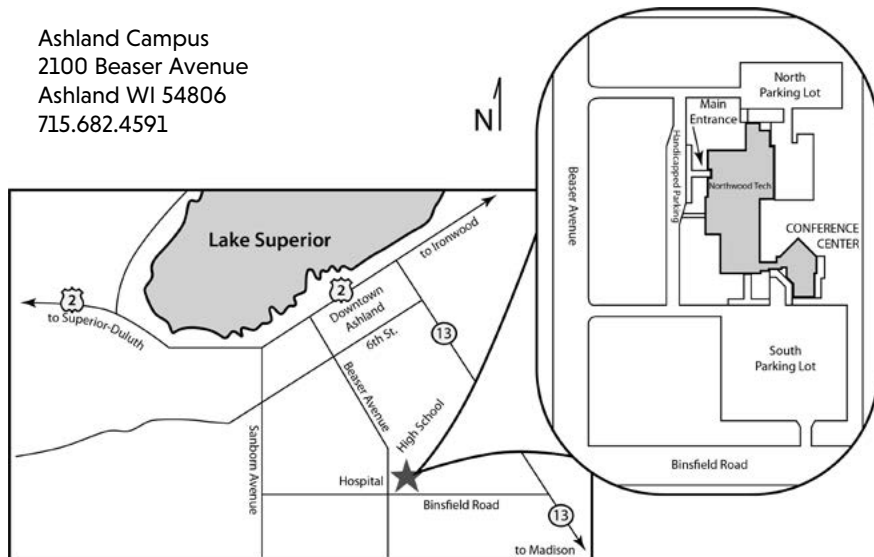 Ashland Campus
2100 Beaser Avenue
Ashland WI 54806
715.682.4591
N
Lake Superior
to Ironwood
2
2
to Superior-Duluth
Downtown
Ashland
6th St.
13
Beaser Avenue
High School
Sanborn Avenue
Hospital
Binsfield Road
13
to Madison
North
Parking Lot
Main
Entrance
Handicapped Parking
Beaser Avenue
Northwood Tech
CONFERENCE
CENTER
South
Parking Lot
Binsfield Road